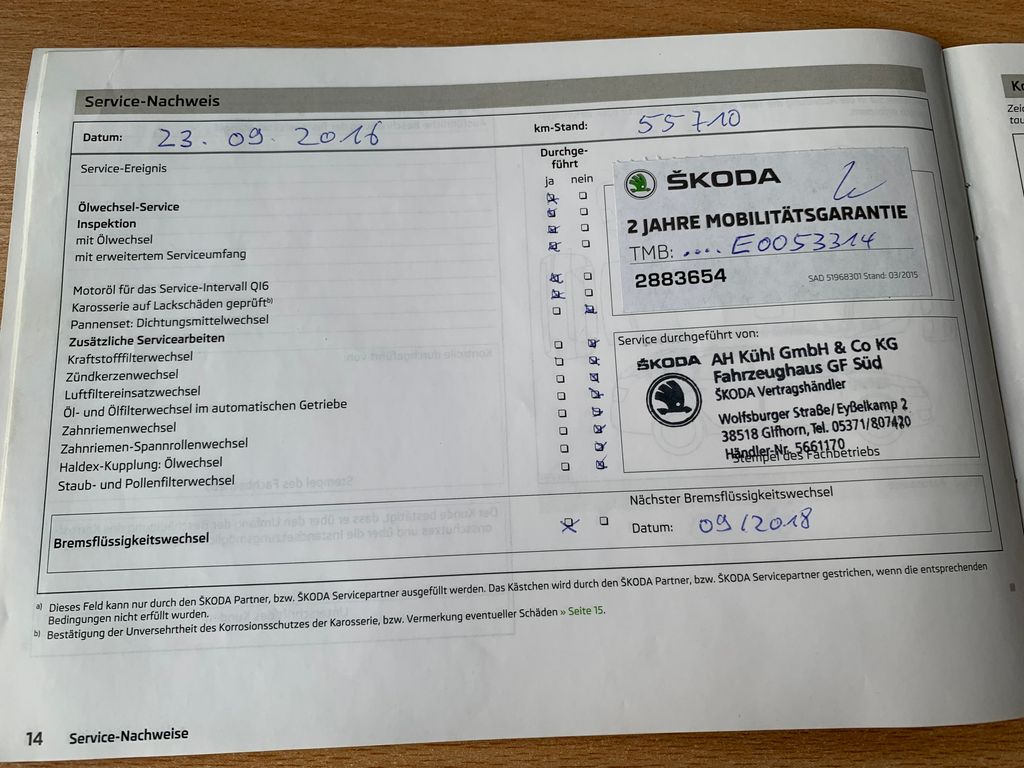 Service-Nachweis
Datum: 23.09.2016 km-Stand: 55710
Service-Ereignis
Durchge-
führt
ja nein
Ölwechsel-Service
Inspektion
mit Ölwechsel
mit erweitertem Serviceumfang
Motoröl für das Service-Intervall QI6
Karosserie auf Lackschäden geprüft b)
Pannenset: Dichtungsmittelwechsel
Zusätzliche Servicearbeiten
Kraftstofffilterwechsel
Zündkerzenwechsel
Luftfiltereinsatzwechsel
Öl- und Ölfilterwechsel im automatischen Getriebe
Zahnriemenwechsel
Zahnriemen-Spannrollenwechsel
Haldex-Kupplung: Ölwechsel
Staub- und Pollenfilterwechsel
ŠKODA
2 JAHRE MOBILITÄTSGARANTIE
TMB: .... E0053314
2883654 SAD 51968301 Stand: 03/2015
Service durchgeführt von:
ŠKODA AH Kühl GmbH & Co KG
Fahrzeughaus GF Süd
ŠKODA Vertragshändler
Wolfsburger Straße/Eyßelkamp 2
38518 Gifhorn, Tel. 05371/807420
Händler-Nr. 5661170
Stempel des Fachbetriebs
Bremsflüssigkeitswechsel
Nächster Bremsflüssigkeitswechsel
Datum: 09/2018
a) Dieses Feld kann nur durch den ŠKODA Partner, bzw. ŠKODA Servicepartner ausgefüllt werden. Das Kästchen wird durch den ŠKODA Partner, bzw. ŠKODA Servicepartner gestrichen, wenn die entsprechenden
Bedingungen nicht erfüllt wurden.
b) Bestätigung der Unversehrtheit des Korrosionsschutzes der Karosserie, bzw. Vermerkung eventueller Schäden » Seite 15.
14 Service-Nachweise